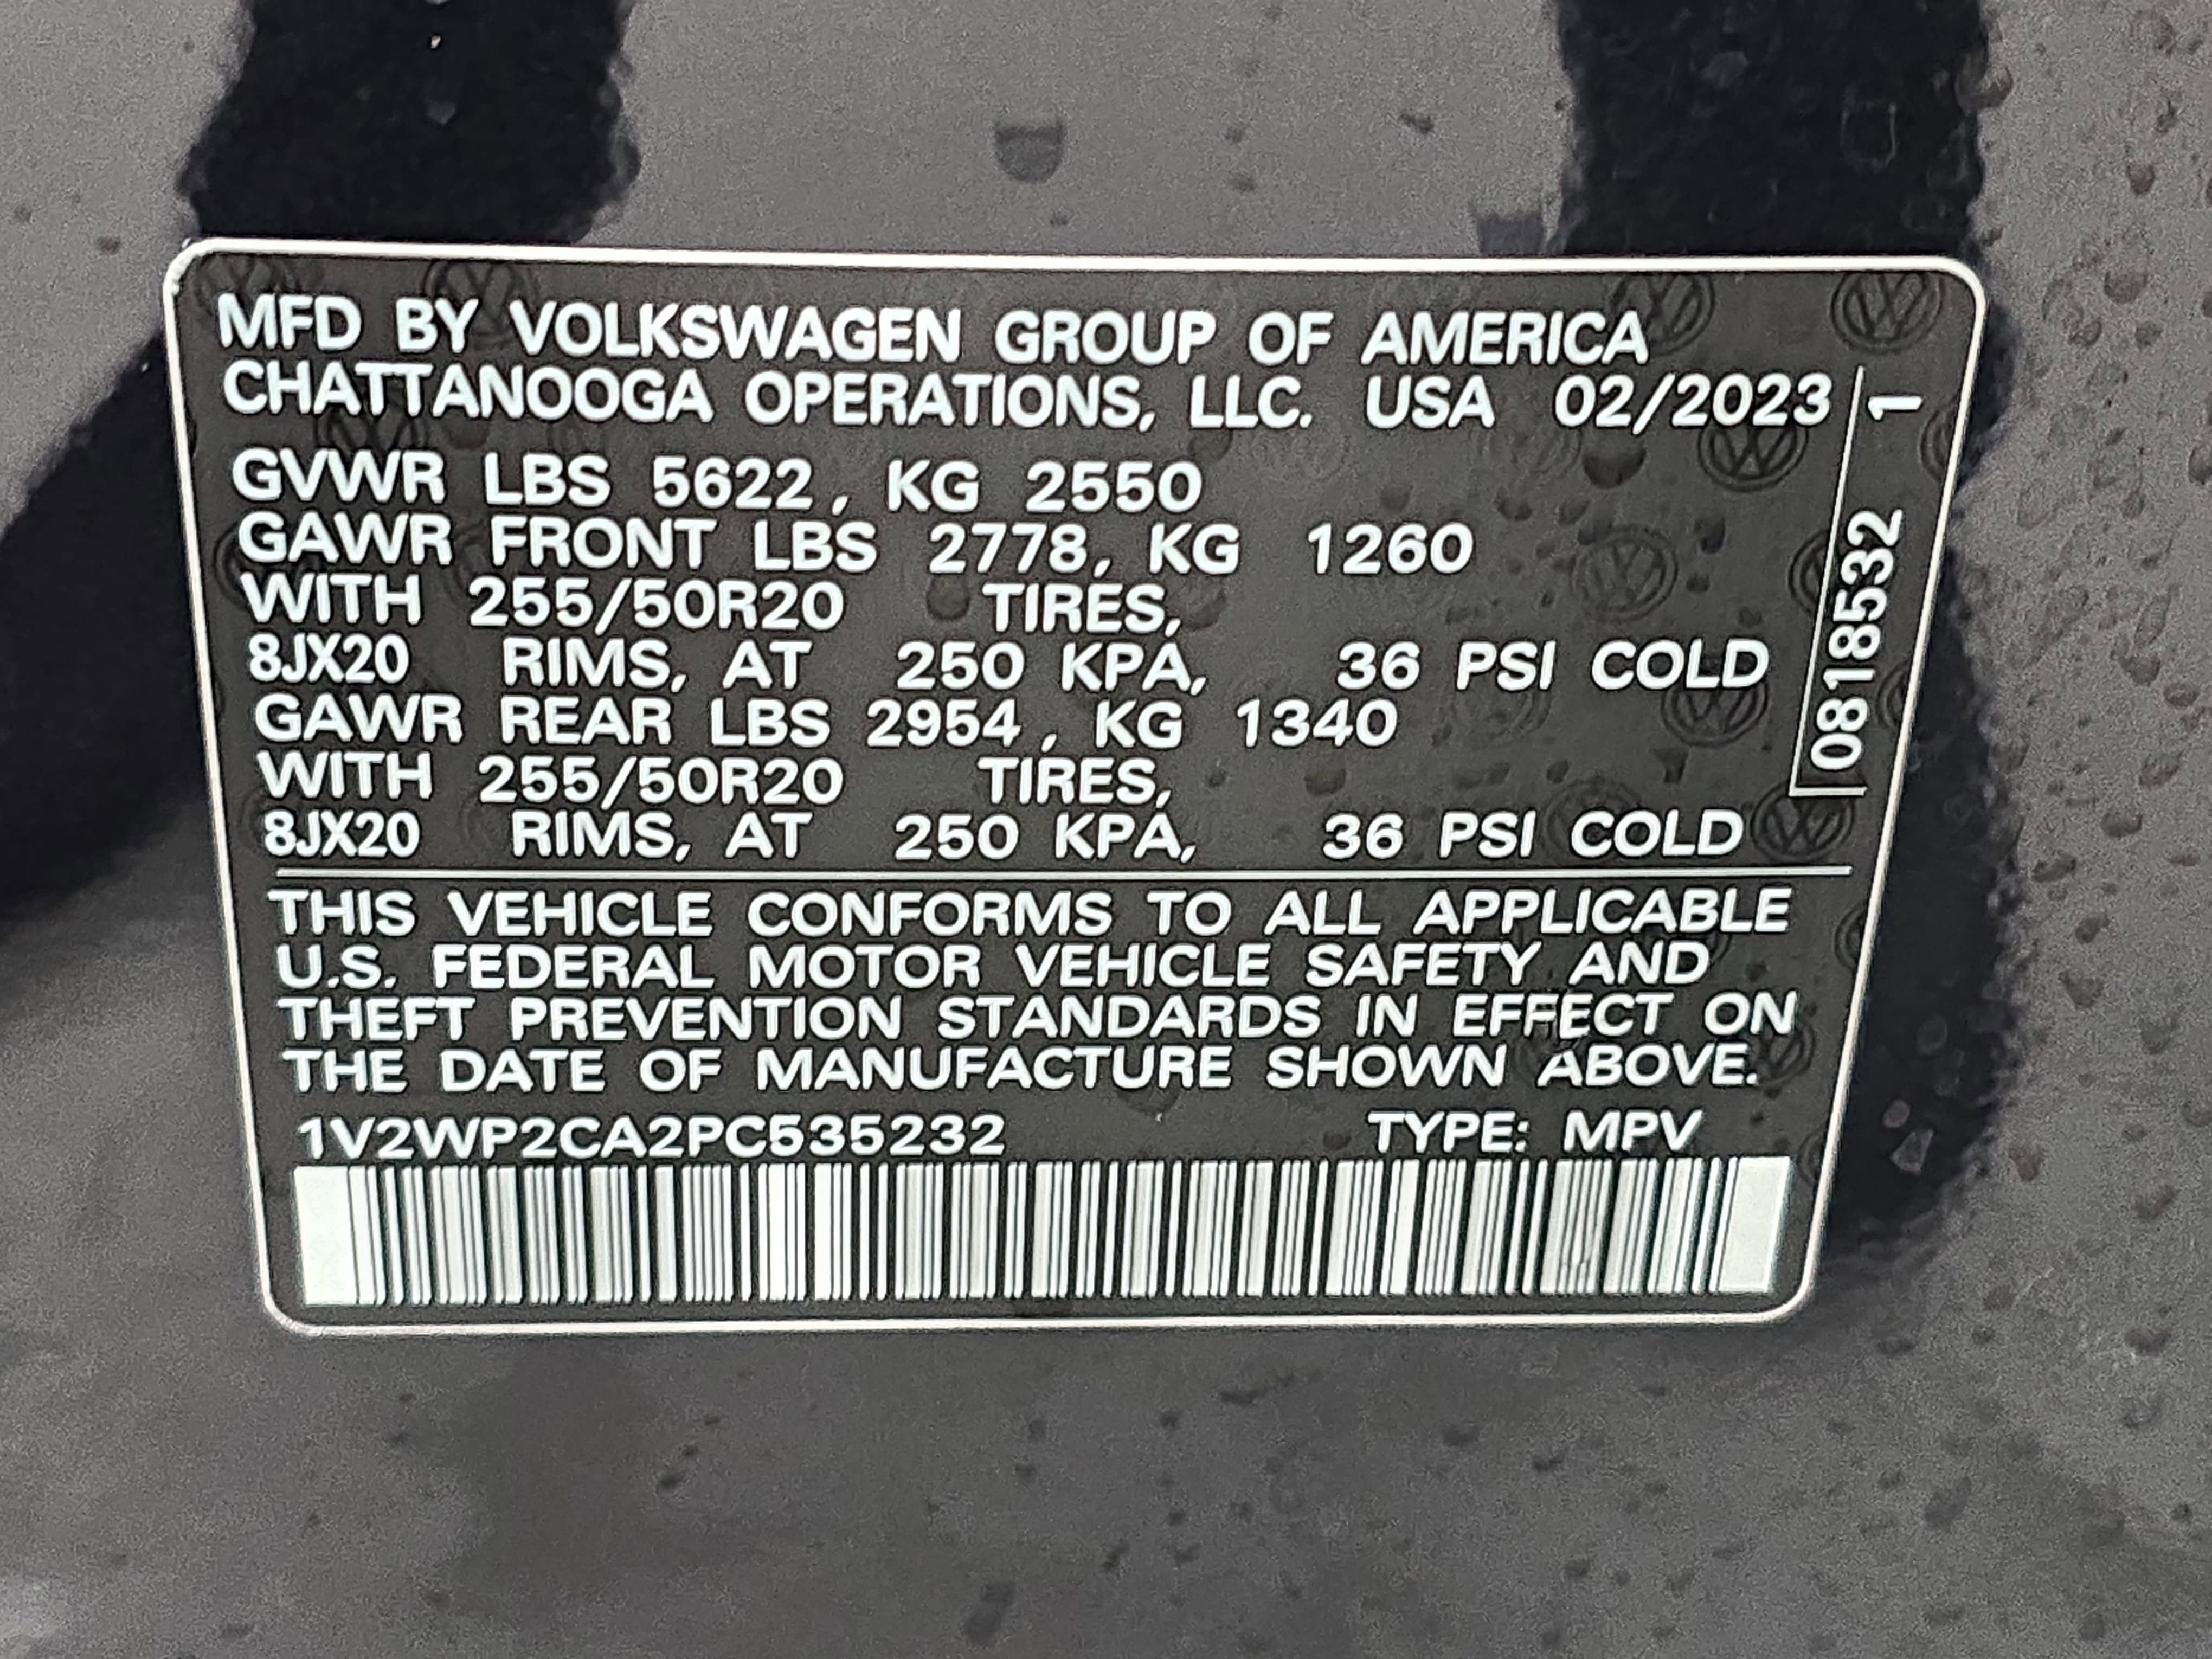 MFD BY VOLKSWAGEN GROUP OF AMERICA
CHATTANOOGA OPERATIONS, LLC. USA 02/2023
GVWR LBS 5622, KG 2550
GAWR FRONT LBS 2778, KG 1260
WITH 255/50R20 TIRES,
8JX20 RIMS, AT 250 KPA, 36 PSI COLD
GAWR REAR LBS 2954, KG 1340
WITH 255/50R20 TIRES,
8JX20 RIMS, AT 250 KPA, 36 PSI COLD
0818532 1
THIS VEHICLE CONFORMS TO ALL APPLICABLE
U.S. FEDERAL MOTOR VEHICLE SAFETY AND
THEFT PREVENTION STANDARDS IN EFFECT ON
THE DATE OF MANUFACTURE SHOWN ABOVE.
1V2WP2CA2PC535232 TYPE: MPV